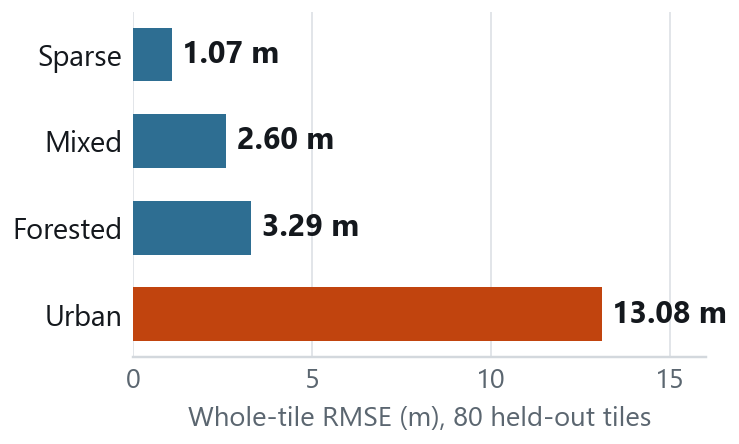 Sparse 1.07 m
Mixed 2.60 m
Forested 3.29 m
Urban 13.08 m
0 5 10 15
Whole-tile RMSE (m), 80 held-out tiles